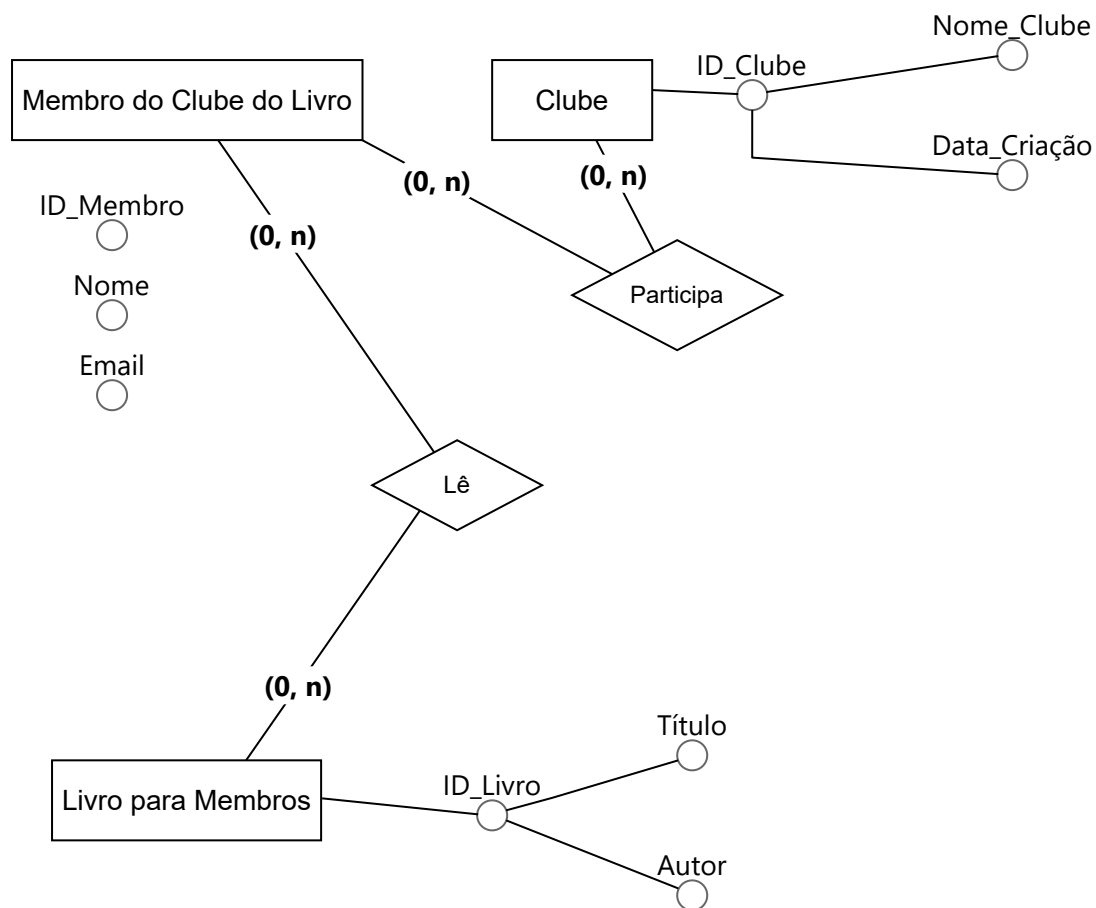 Nome_Clube
ID_Clube
Membro do Clube do Livro
Clube
Data_Criação
(0, n)
(0, n)
ID_Membro
(0, n)
Nome
Participa
Email
Lê
(0, n)
Título
ID_Livro
Livro para Membros
Autor